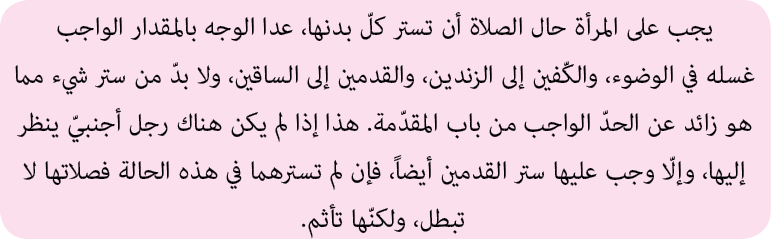 يجب على المرأة حال الصلاة أن تستر كلّ بدنها، عدا الوجه بالمقدار الواجب
غسله في الوضوء، والكفّين إلى الزندين، والقدمين إلى الساقين، ولا بدّ من ستر شيء مما
هو زائد عن الحدّ الواجب من باب المقدّمة. هذا إذا لم يكن هناك رجل أجنبيّ ينظر
إليها، وإلّا وجب عليها ستر القدمين أيضاً، فإن لم تسترهما في هذه الحالة فصلاتها لا
تبطل، ولكنّها تأثم.